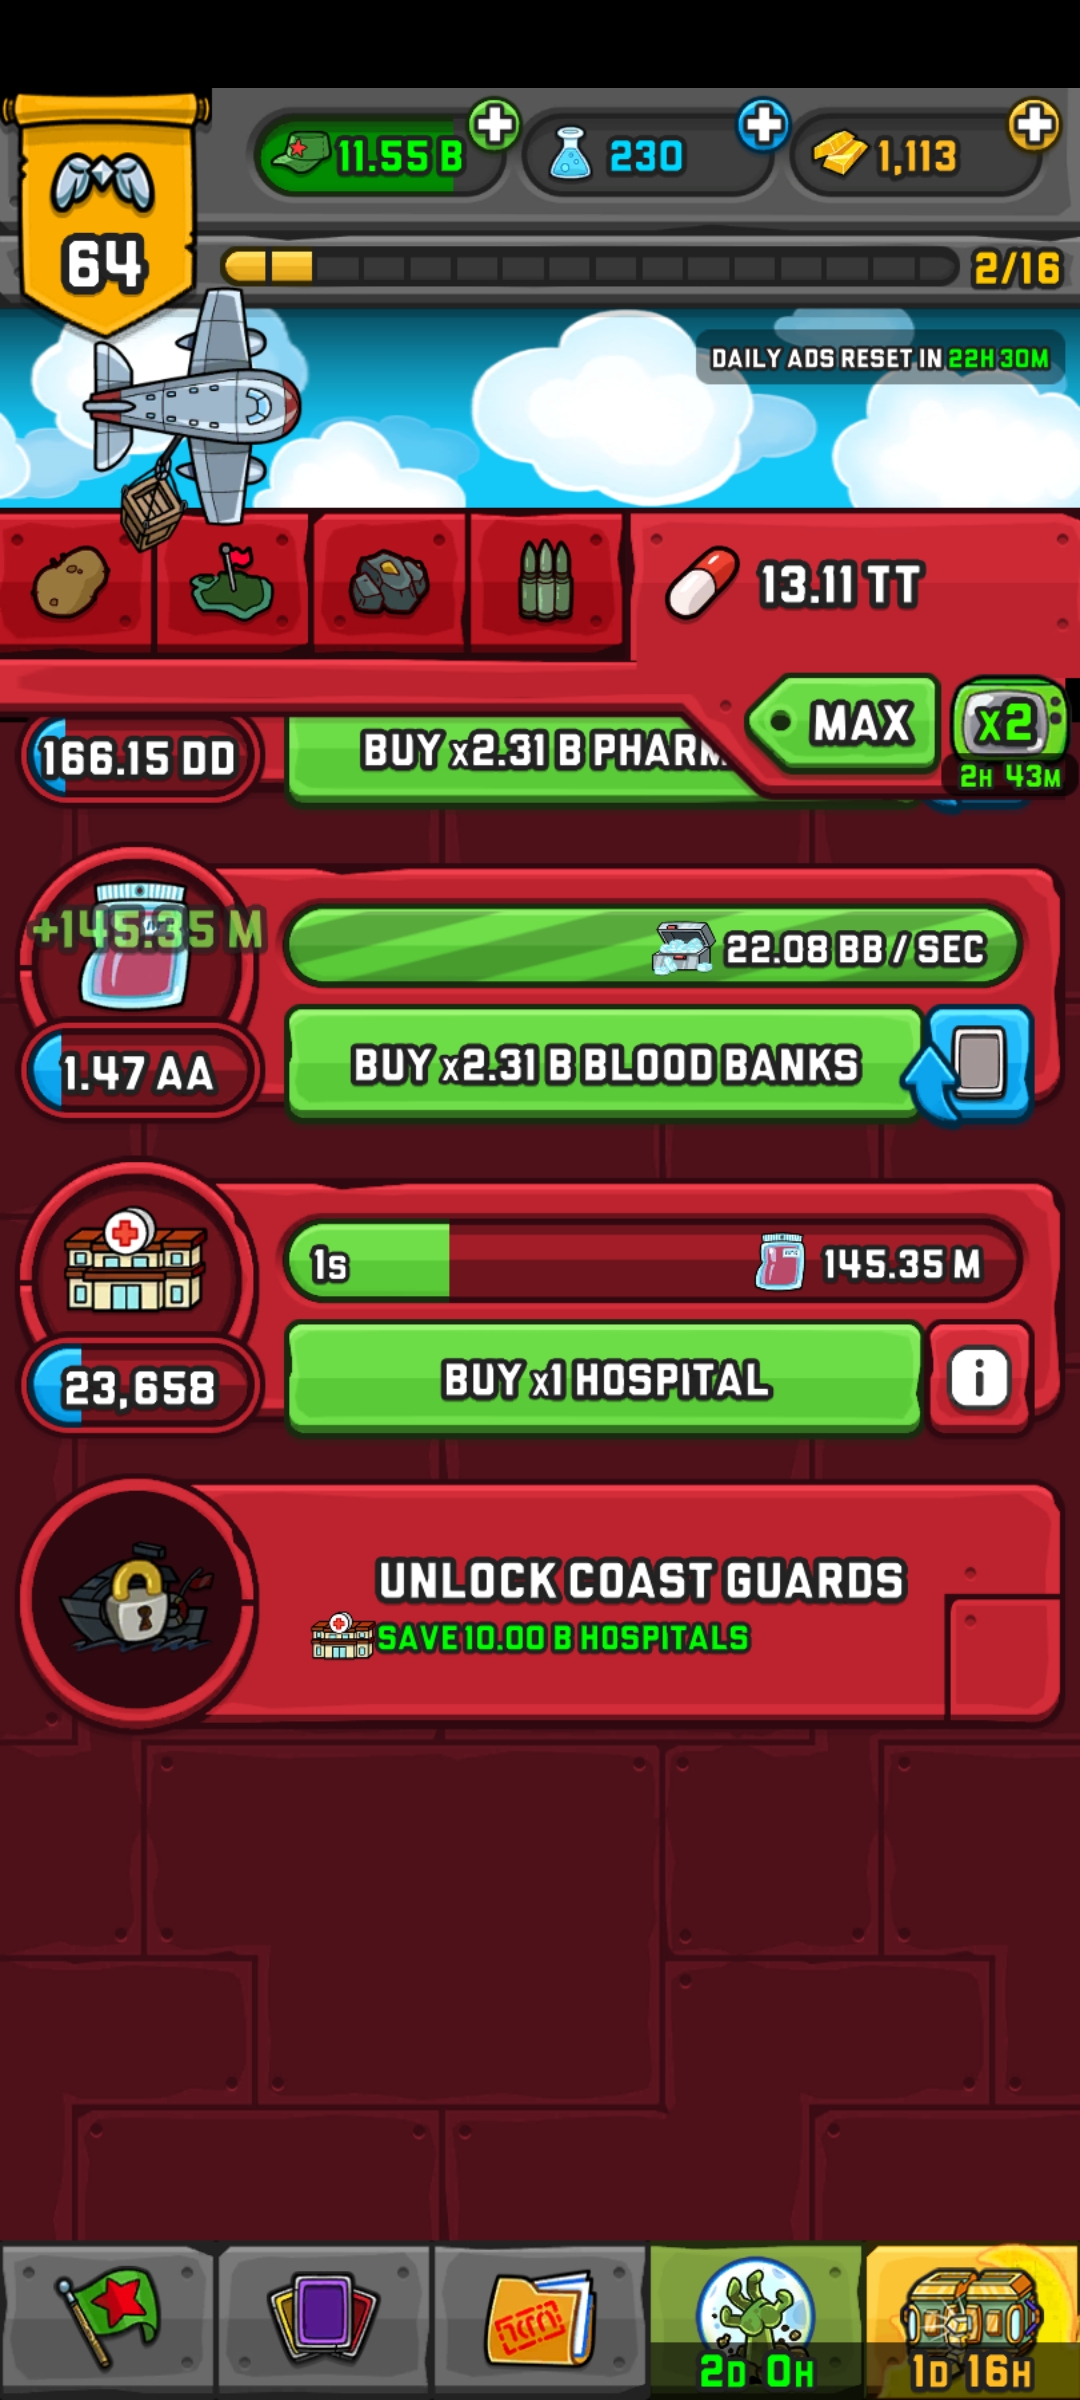 11.55 B
230
1,113
64
2/16
DAILY ADS RESET IN 22H 30M
13.11 TT
MAX
x2
2H 43M
166.15 DD
BUY x2.31 B PHARM
+145.35 M
22.08 BB / SEC
1.47 AA
BUY x2.31 B BLOOD BANKS
1s
145.35 M
23,658
BUY x1 HOSPITAL
i
UNLOCK COAST GUARDS
SAVE 10.00 B HOSPITALS
2D 0H
1D 16H